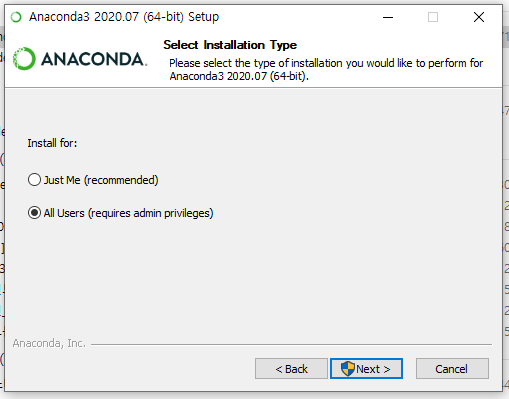 Anaconda3 2020.07 (64-bit) Setup
ANACONDA.
Select Installation Type
Please select the type of installation you would like to perform for
Anaconda3 2020.07 (64-bit).
Install for:
Just Me (recommended)
All Users (requires admin privileges)
Anaconda, Inc.
< Back
Next >
Cancel